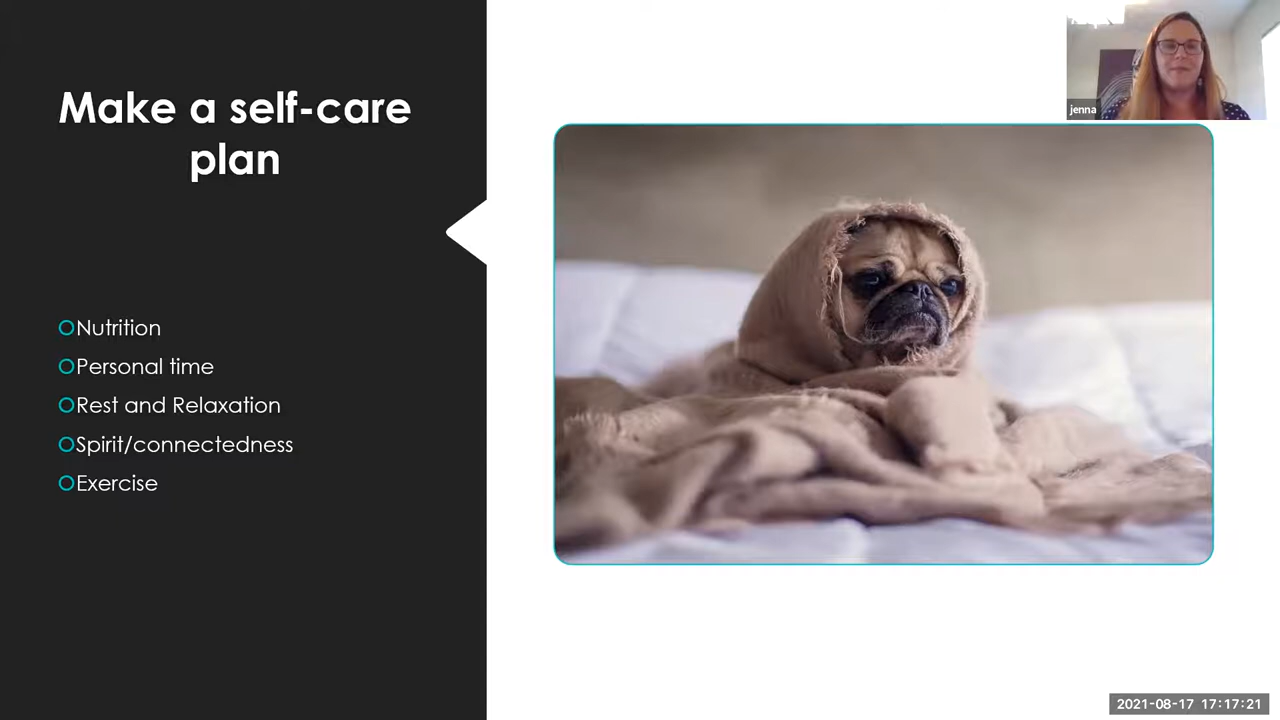 Make a self-care
plan
Nutrition
Personal time
Rest and Relaxation
Spirit/connectedness
Exercise
jenna
2021-08-17 17:17:21